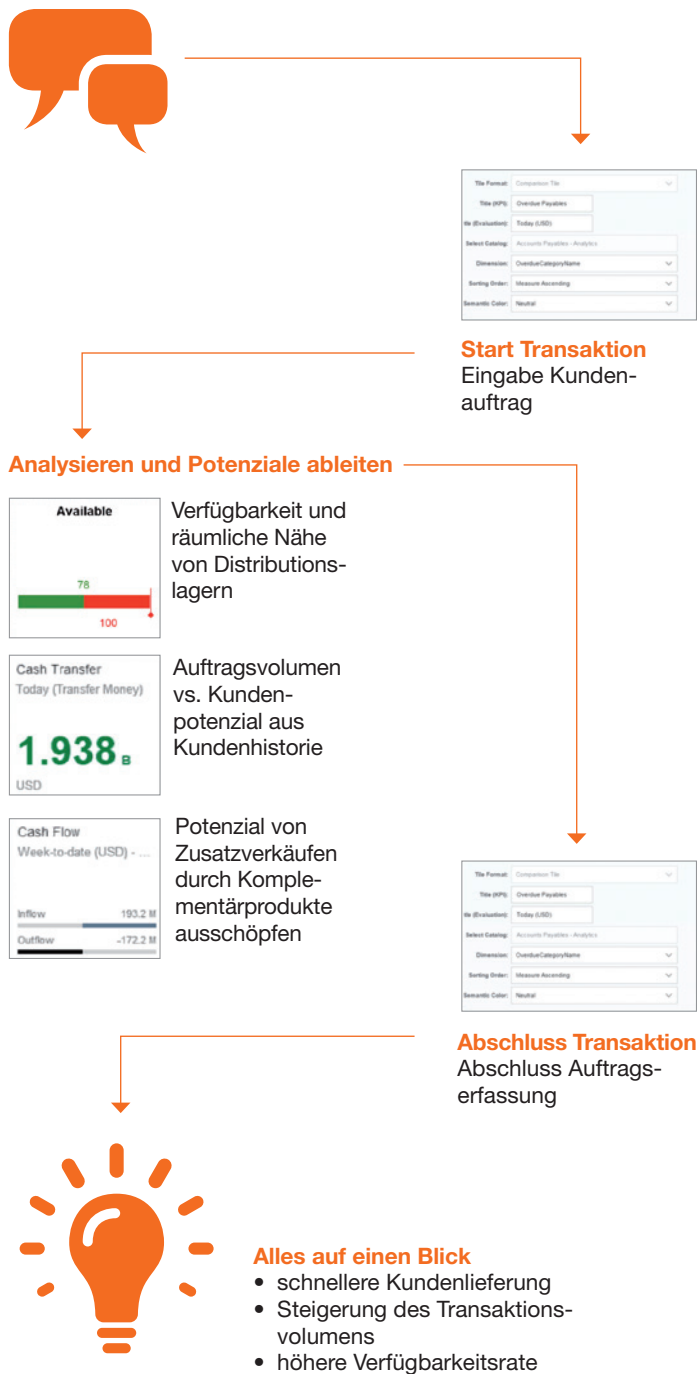 Tile Format: Comparison Tile
Title (KPI): Overdue Payables
tle (Evaluation): Today (USD)
Select Catalog: Accounts Payables - Analytics
Dimension: OverdueCategoryName
Sorting Order: Measure Ascending
Semantic Color: Neutral
Start Transaktion
Eingabe Kunden-
auftrag
Analysieren und Potenziale ableiten
Available
78
100
Verfügbarkeit und
räumliche Nähe
von Distributions-
lagern
Cash Transfer
Today (Transfer Money)
1.938 B
USD
Auftragsvolumen
vs. Kunden-
potenzial aus
Kundenhistorie
Cash Flow
Week-to-date (USD) - ...
Inflow 193.2 M
Outflow -172.2 M
Potenzial von
Zusatzverkäufen
durch Komple-
mentärprodukte
ausschöpfen
Tile Format: Comparison Tile
Title (KPI): Overdue Payables
tle (Evaluation): Today (USD)
Select Catalog: Accounts Payables - Analytics
Dimension: OverdueCategoryName
Sorting Order: Measure Ascending
Semantic Color: Neutral
Abschluss Transaktion
Abschluss Auftrags-
erfassung
Alles auf einen Blick
• schnellere Kundenlieferung
• Steigerung des Transaktions-
volumens
• höhere Verfügbarkeitsrate